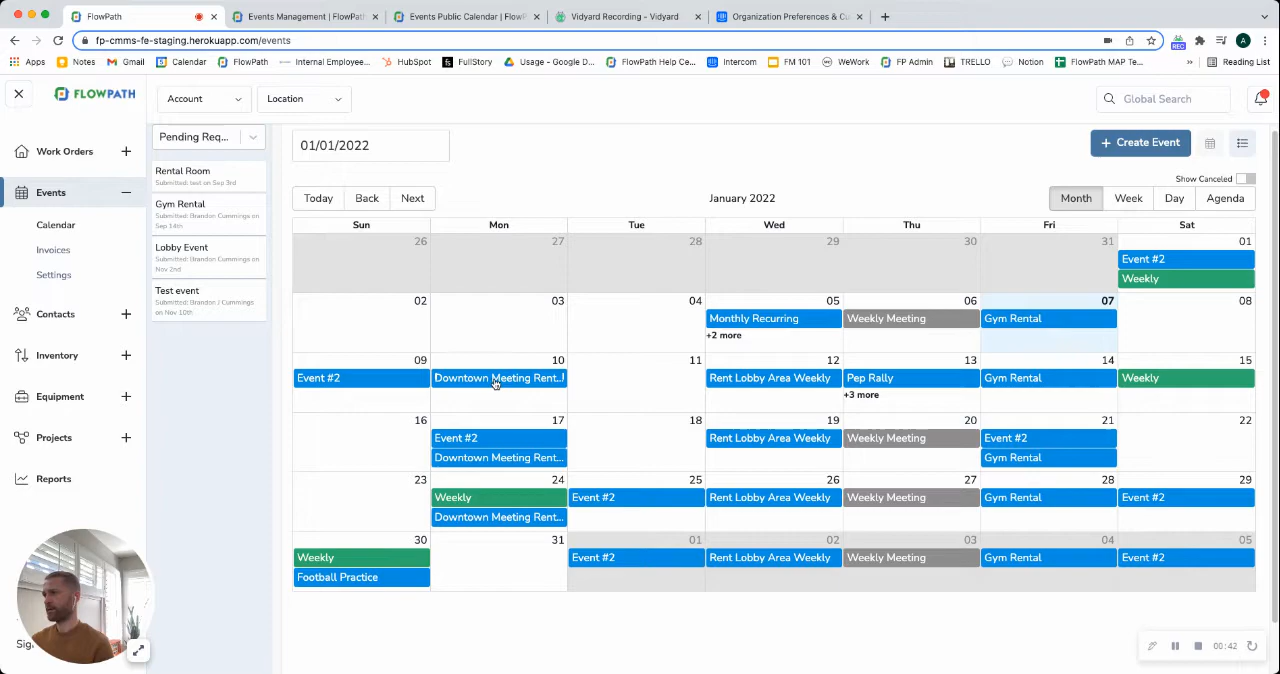 FlowPath
Events Management | FlowPath
Events Public Calendar | FlowP
Vidyard Recording - Vidyard
Organization Preferences & Cu
fp-cmms-fe-staging.herokuapp.com/events
REC
A
Apps
Notes
Gmail
Calendar
FlowPath
Internal Employee...
HubSpot
FullStory
Usage - Google D...
FlowPath Help Ce...
Intercom
FM 101
WeWork
FP Admin
TRELLO
Notion
FlowPath MAP Te...
»
Reading List
FLOWPATH
Account
Location
Global Search
Work Orders
Events
Calendar
Invoices
Settings
Contacts
Inventory
Equipment
Projects
Reports
Sig
Pending Req...
Rental Room
Submitted: test on Sep 3rd
Gym Rental
Submitted: Brandon Cummings on
Sep 14th
Lobby Event
Submitted: Brandon Cummings on
Nov 2nd
Test event
Submitted: Brandon J Cummings
on Nov 10th
01/01/2022
+ Create Event
Show Canceled
Today Back Next
January 2022
Month Week Day Agenda
Sun Mon Tue Wed Thu Fri Sat
26 27 28 29 30 31 01
Event #2
Weekly
02 03 04 05 06 07 08
Monthly Recurring Weekly Meeting Gym Rental
+2 more
09 10 11 12 13 14 15
Event #2 Downtown Meeting Rent... Rent Lobby Area Weekly Pep Rally Gym Rental Weekly
+3 more
16 17 18 19 20 21 22
Event #2 Rent Lobby Area Weekly Weekly Meeting Event #2
Downtown Meeting Rent... Gym Rental
23 24 25 26 27 28 29
Weekly Event #2 Rent Lobby Area Weekly Weekly Meeting Gym Rental Event #2
Downtown Meeting Rent...
30 31 01 02 03 04 05
Weekly Event #2 Rent Lobby Area Weekly Weekly Meeting Gym Rental Event #2
Football Practice
00:42